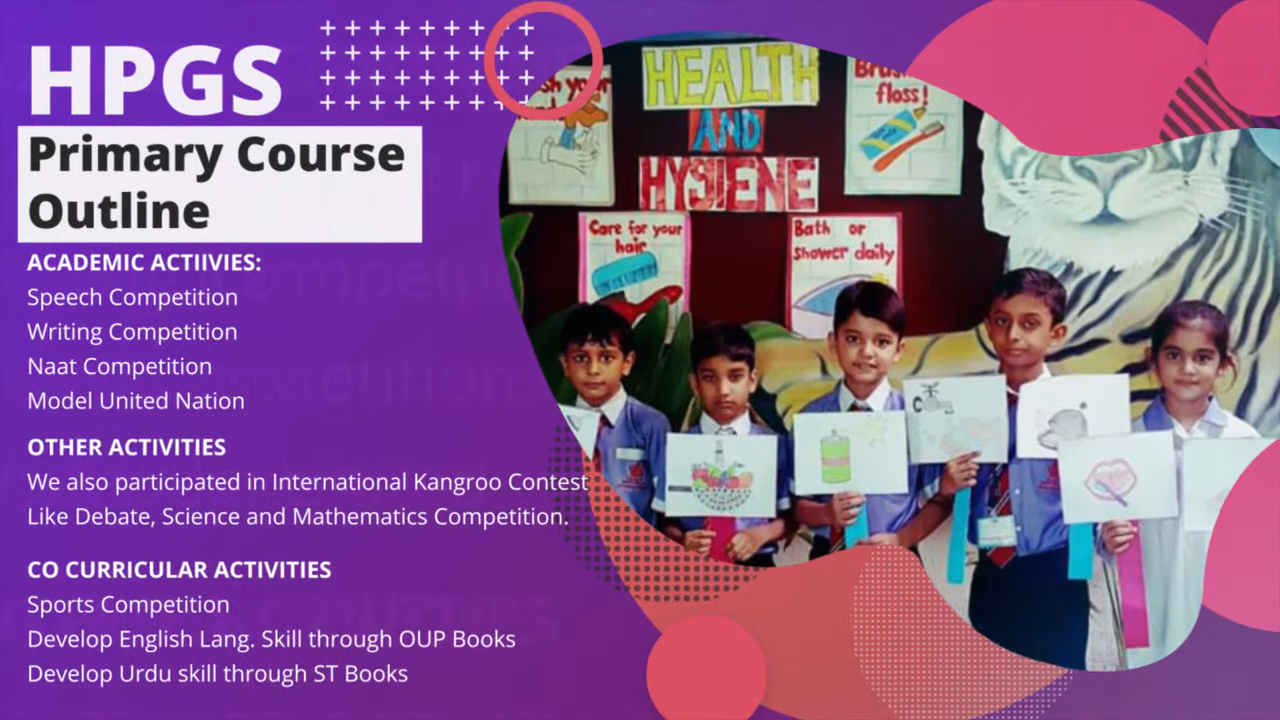 HPGS
Primary Course
Outline
ACADEMIC ACTIIVIES:
Speech Competition
Writing Competition
Naat Competition
Model United Nation
OTHER ACTIVITIES
We also participated in International Kangroo Contest
Like Debate, Science and Mathematics Competition.
CO CURRICULAR ACTIVITIES
Sports Competition
Develop English Lang. Skill through OUP Books
Develop Urdu skill through ST Books
HEALTH
AND
HYGIENE
floss!
Care for your
hair
Bath or
shower daily